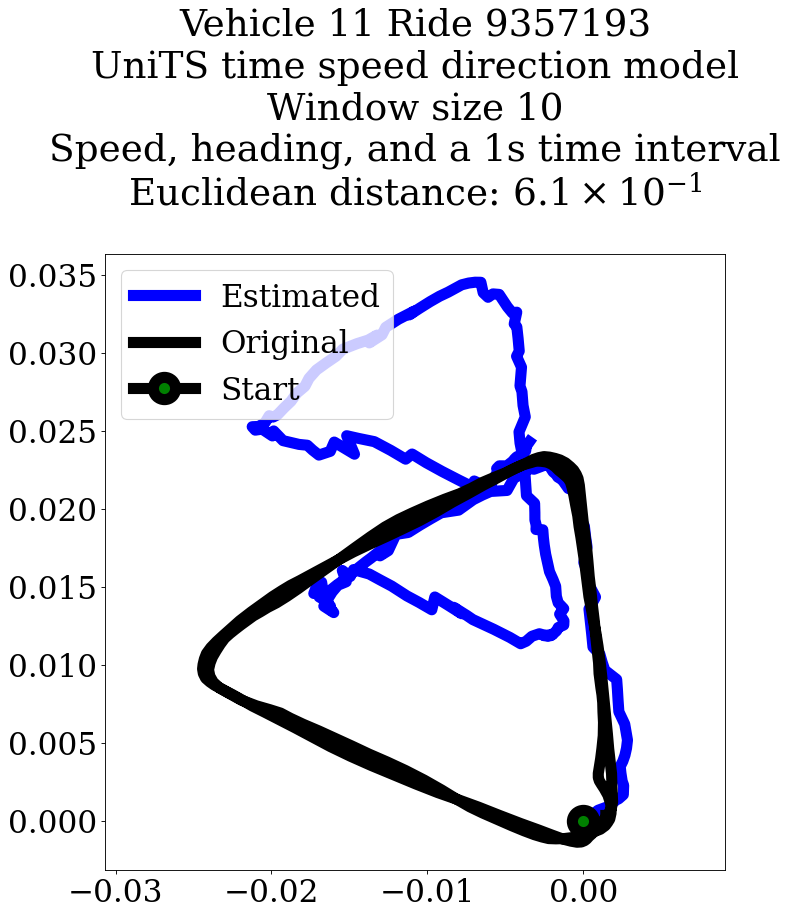 Vehicle 11 Ride 9357193
UniTS time speed direction model
Window size 10
Speed, heading, and a 1s time interval
Euclidean distance: $6.1 \times 10^{-1}$
Estimated
Original
Start
0.035
0.030
0.025
0.020
0.015
0.010
0.005
0.000
−0.03 −0.02 −0.01 0.00